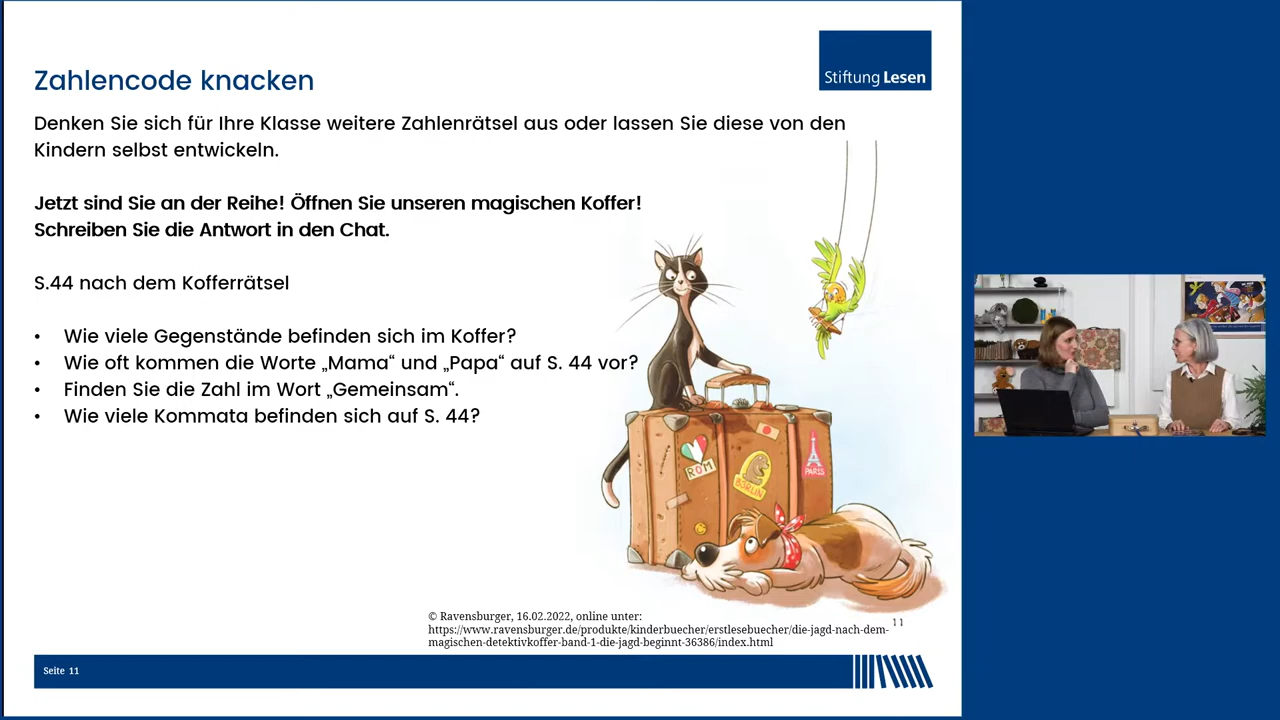 Stiftung Lesen
Zahlencode knacken
Denken Sie sich für Ihre Klasse weitere Zahlenrätsel aus oder lassen Sie diese von den
Kindern selbst entwickeln.
Jetzt sind Sie an der Reihe! Öffnen Sie unseren magischen Koffer!
Schreiben Sie die Antwort in den Chat.
S.44 nach dem Kofferrätsel
• Wie viele Gegenstände befinden sich im Koffer?
• Wie oft kommen die Worte „Mama“ und „Papa“ auf S. 44 vor?
• Finden Sie die Zahl im Wort „Gemeinsam“.
• Wie viele Kommata befinden sich auf S. 44?
ROM
BÖRLIN
PARIS
© Ravensburger, 16.02.2022, online unter:
https://www.ravensburger.de/produkte/kinderbuecher/erstlesebuecher/die-jagd-nach-dem-
magischen-detektivkoffer-band-1-die-jagd-beginnt-36386/index.html
11
Seite 11